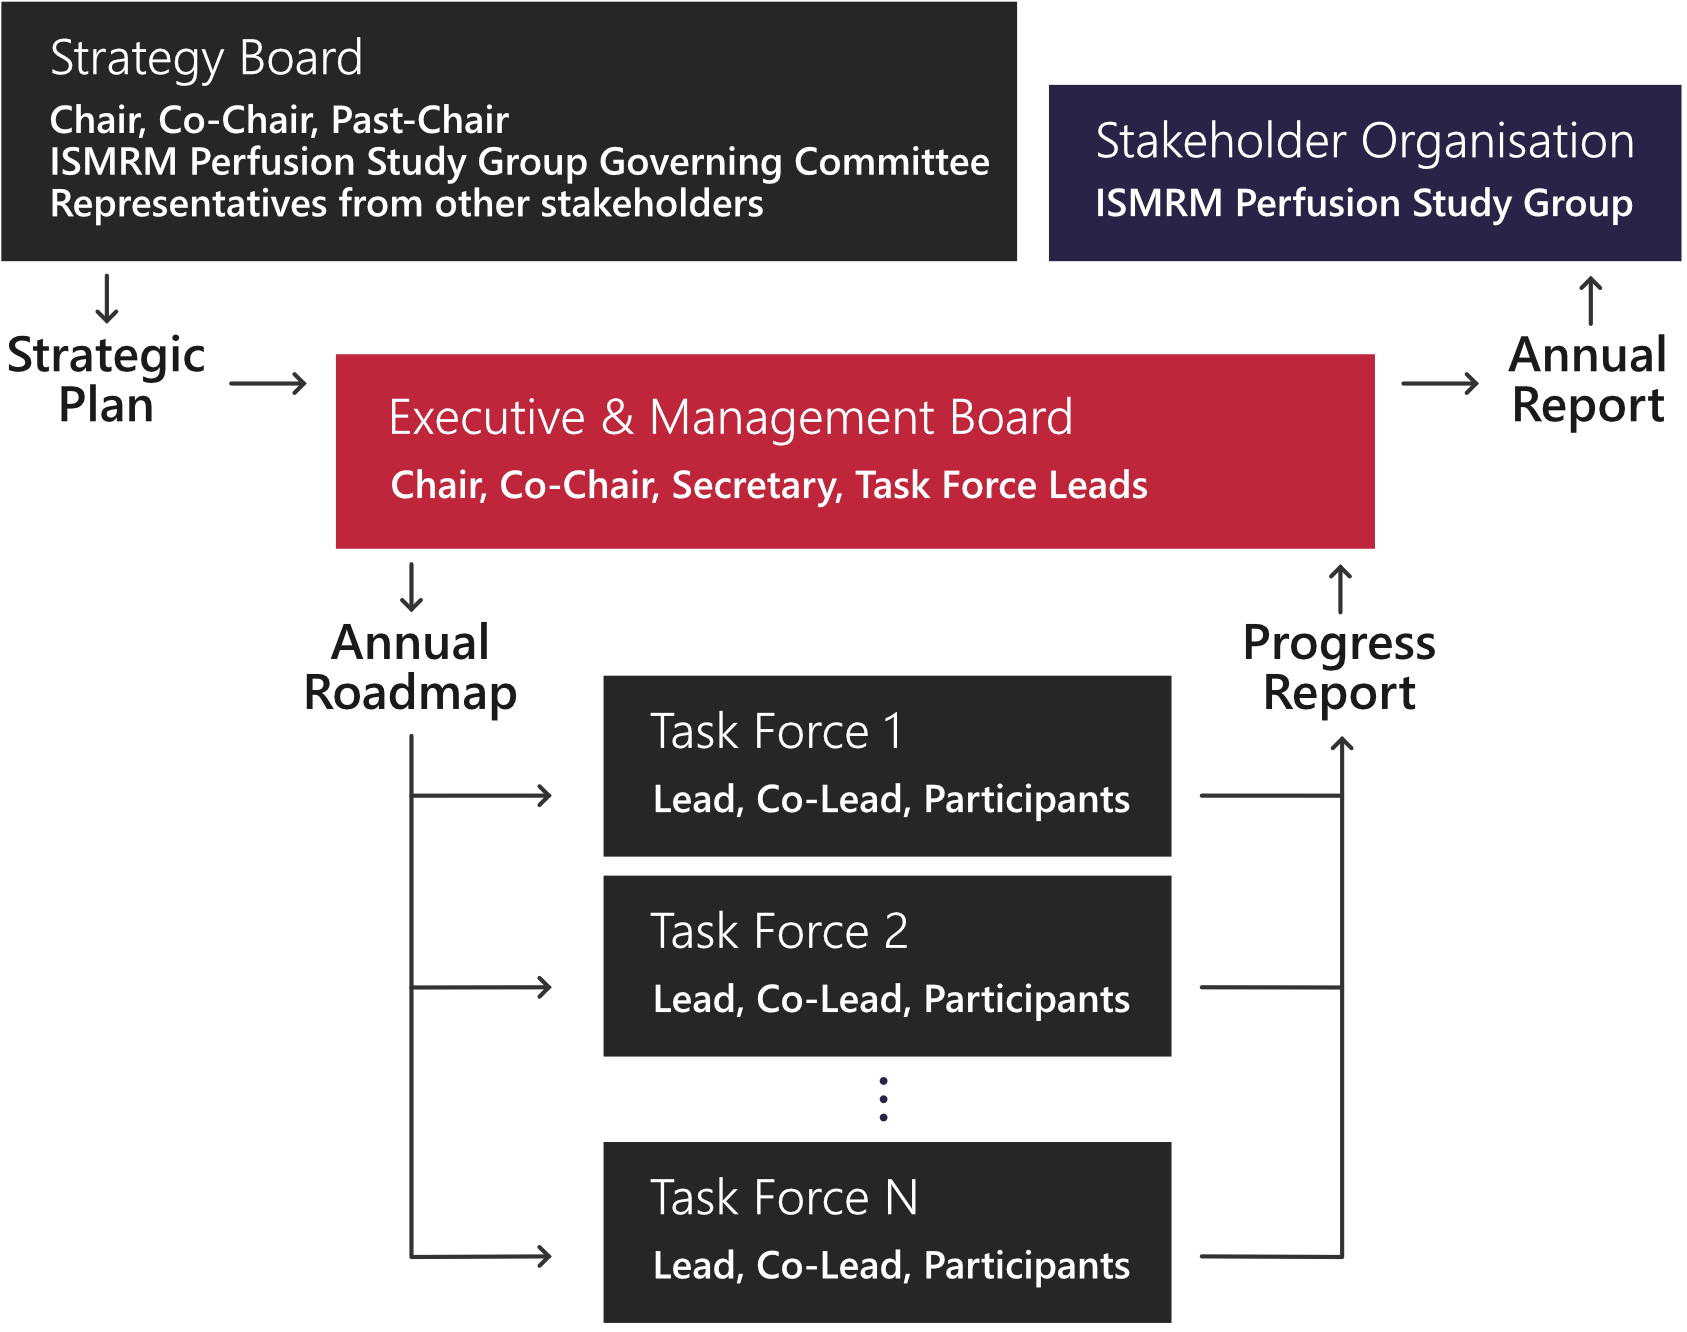 Strategy Board
Chair, Co-Chair, Past-Chair
ISMRM Perfusion Study Group Governing Committee
Representatives from other stakeholders
Stakeholder Organisation
ISMRM Perfusion Study Group
Strategic
Plan
Executive & Management Board
Chair, Co-Chair, Secretary, Task Force Leads
Annual
Report
Annual
Roadmap
Progress
Report
Task Force 1
Lead, Co-Lead, Participants
Task Force 2
Lead, Co-Lead, Participants
Task Force N
Lead, Co-Lead, Participants